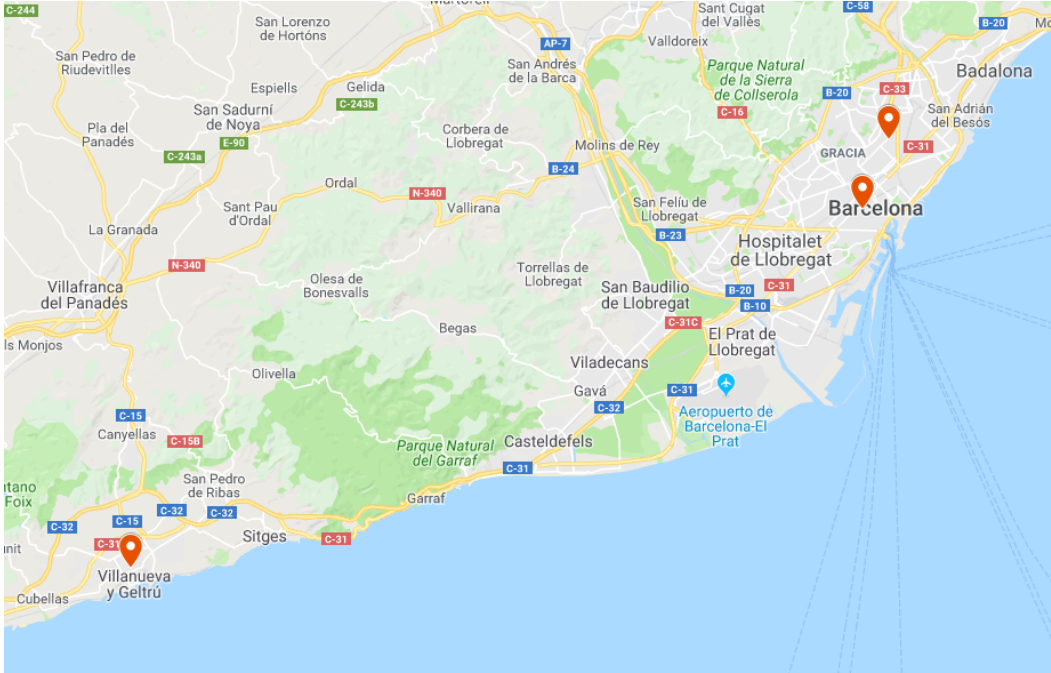 C-244
Martorell
San Lorenzo
de Hortóns
Sant Cugat
del Vallès
C-58
B-20
Valldoreix
AP-7
San Pedro de
Riudevitlles
San Andrés
de la Barca
Parque Natural
de la Sierra
de Collserola
Badalona
Espiells
Gelida
B-20
C-33
C-243b
San Sadurní
de Noya
C-16
San Adrián
del Besós
Pla del
Panadés
Corbera de
Llobregat
E-90
Molins de Rey
C-31
C-243a
GRACIA
B-24
Ordal
N-340
San Felíu de
Llobregat
Sant Pau
d'Ordal
Vallirana
Barcelona
La Granada
B-23
Hospitalet
de Llobregat
N-340
Torrellas de
Llobregat
Olesa de
Bonesvalls
Villafranca
del Panadés
San Baudilio
de Llobregat
B-20
C-31
B-10
Begas
C-31C
El Prat de
Llobregat
ls Monjos
Viladecans
Olivella
Gavá
C-31
C-32
Aeropuerto de
Barcelona-El
Prat
C-15
Canyellas
C-15B
Parque Natural
del Garraf
Casteldefels
C-31
San Pedro
de Ribas
ntano
Foix
Garraf
C-32
C-32
C-15
C-32
Sitges
C-31
C-31
unit
Villanueva
y Geltrú
Cubellas